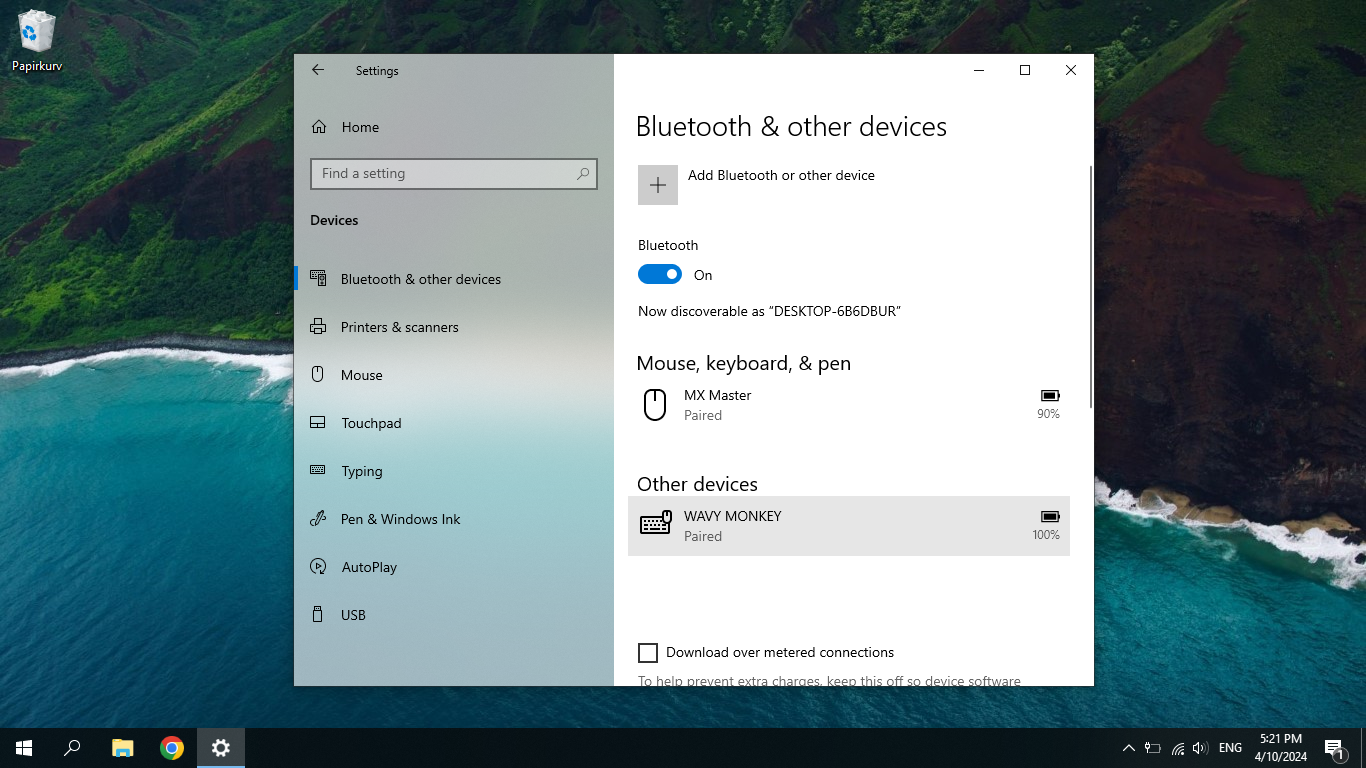 Papirkurv
Settings
Home
Find a setting
Devices
Bluetooth & other devices
Printers & scanners
Mouse
Touchpad
Typing
Pen & Windows Ink
AutoPlay
USB
Bluetooth & other devices
Add Bluetooth or other device
Bluetooth
On
Now discoverable as “DESKTOP-6B6DBUR”
Mouse, keyboard, & pen
MX Master
Paired
90%
Other devices
WAVY MONKEY
Paired
100%
Download over metered connections
To help prevent extra charges, keep this off so device software
ENG
5:21 PM
4/10/2024
1